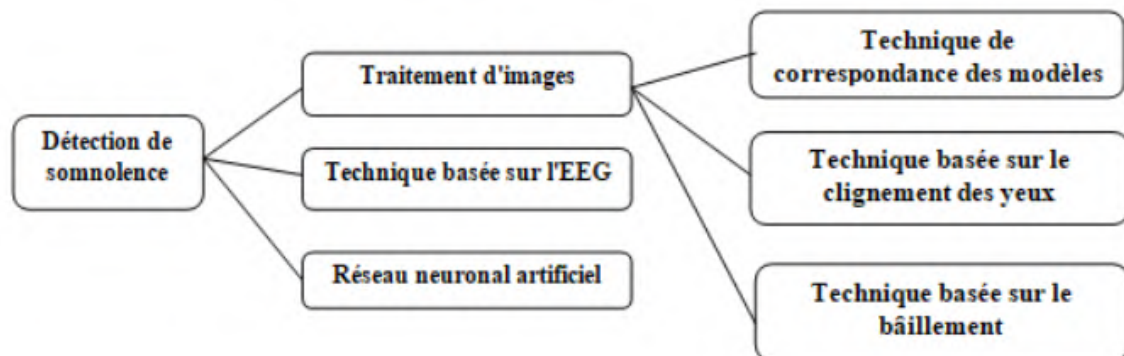 Détection de
somnolence
Traitement d'images
Technique basée sur l'EEG
Réseau neuronal artificiel
Technique de
correspondance des modèles
Technique basée sur le
clignement des yeux
Technique basée sur le
bâillement